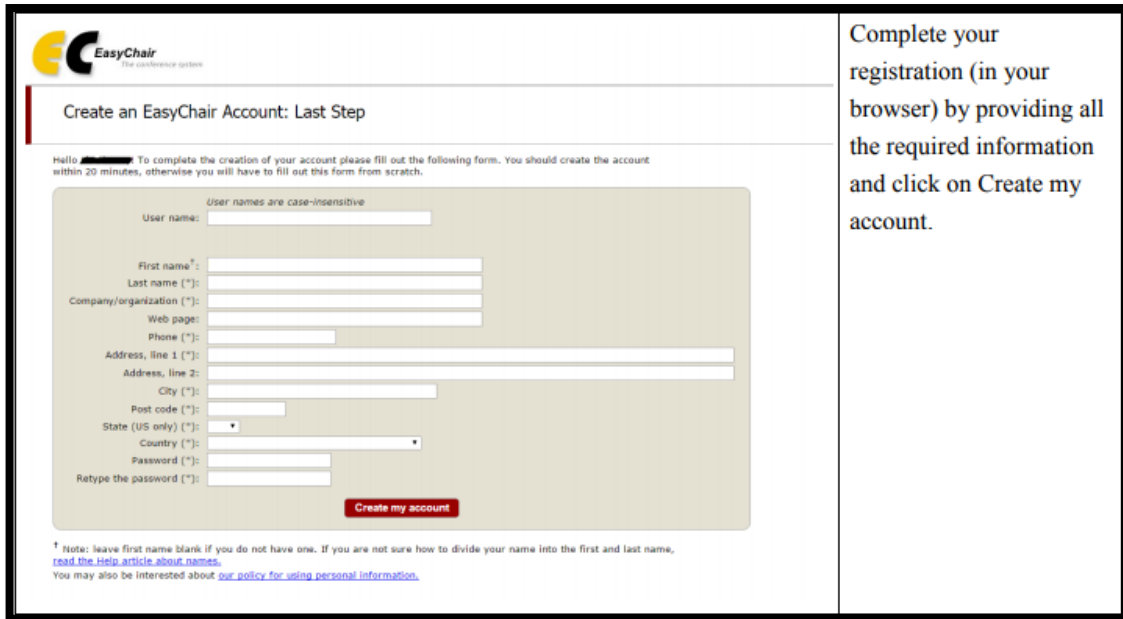 EC EasyChair
The conference system
Create an EasyChair Account: Last Step
Hello To complete the creation of your account please fill out the following form. You should create the account
within 20 minutes, otherwise you will have to fill out this form from scratch.
User names are case-insensitive
User name:
First name†:
Last name (*):
Company/organization (*):
Web page:
Phone (*):
Address, line 1 (*):
Address, line 2:
City (*):
Post code (*):
State (US only) (*):
Country (*):
Password (*):
Retype the password (*):
Create my account
† Note: leave first name blank if you do not have one. If you are not sure how to divide your name into the first and last name,
read the Help article about names.
You may also be interested about our policy for using personal information.
Complete your
registration (in your
browser) by providing all
the required information
and click on Create my
account.